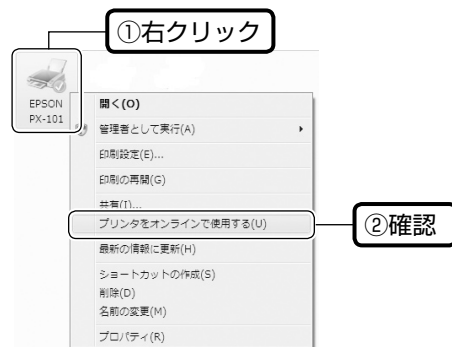 ①右クリック
EPSON
PX-101
開く(O)
管理者として実行(A)
印刷設定(E)...
印刷の再開(G)
共有(I)...
プリンタをオンラインで使用する(U)
②確認
最新の情報に更新(H)
ショートカットの作成(S)
削除(D)
名前の変更(M)
プロパティ(R)